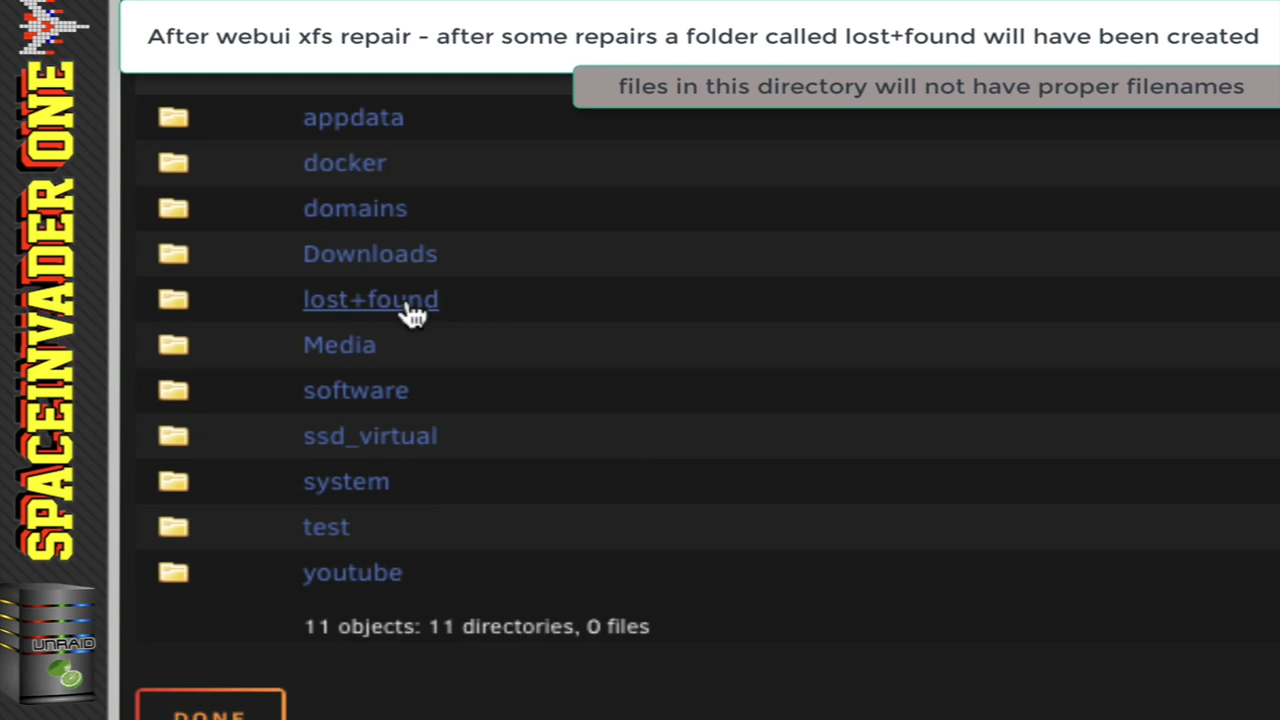 SPACEINVADER ONE
After webui xfs repair - after some repairs a folder called lost+found will have been created
files in this directory will not have proper filenames
appdata
docker
domains
Downloads
lost+found
Media
software
ssd_virtual
system
test
youtube
11 objects: 11 directories, 0 files
UNRAID
DONE